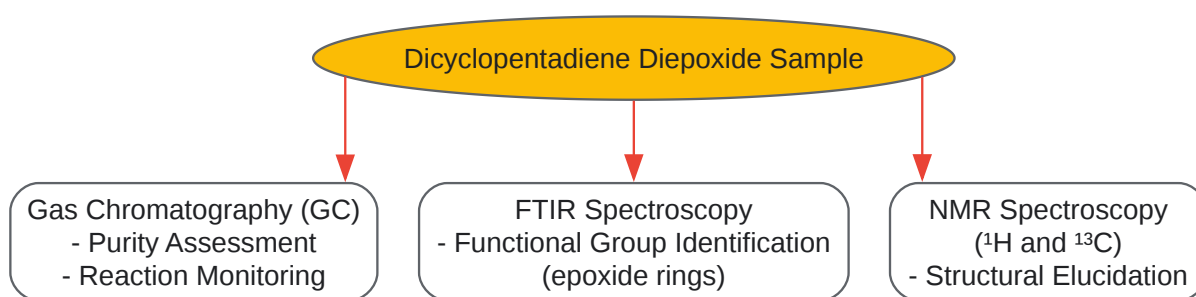 Dicyclopentadiene Diepoxide Sample
Gas Chromatography (GC)
- Purity Assessment
- Reaction Monitoring
FTIR Spectroscopy
- Functional Group Identification
(epoxide rings)
NMR Spectroscopy
(¹H and ¹³C)
- Structural Elucidation